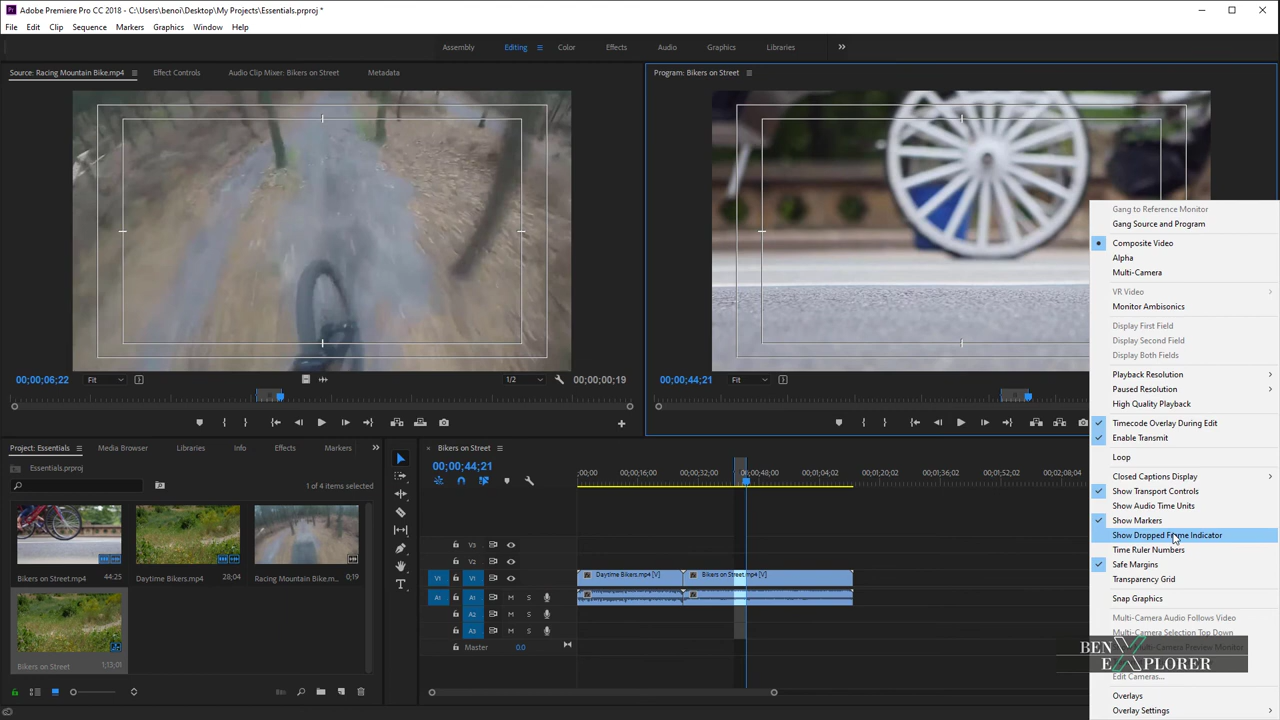 Adobe Premiere Pro CC 2018 - C:\Users\benoi\Desktop\My Projects\Essentials.prproj *
File Edit Clip Sequence Markers Graphics Window Help
Assembly Editing Color Effects Audio Graphics Libraries
Source: Racing Mountain Bike.mp4 Effect Controls Audio Clip Mixer: Bikers on Street Metadata
Program: Bikers on Street
00;00;06;22 Fit 1/2 00;00;00;19
00;00;44;21 Fit
Gang to Reference Monitor
Gang Source and Program
Composite Video
Alpha
Multi-Camera
VR Video
Monitor Ambisonics
Display First Field
Display Second Field
Display Both Fields
Playback Resolution
Paused Resolution
High Quality Playback
Timecode Overlay During Edit
Enable Transmit
Loop
Closed Captions Display
Show Transport Controls
Show Audio Time Units
Show Markers
Show Dropped Frame Indicator
Time Ruler Numbers
Safe Margins
Transparency Grid
Snap Graphics
Multi-Camera Audio Follows Video
Multi-Camera Selection Top Down
Edit Cameras...
Overlays
Overlay Settings
Project: Essentials Media Browser Libraries Info Effects Markers
Essentials.prproj
1 of 4 selected items
Bikers on Street.mp4 44:25 Daytime Bikers.mp4 28;04 Racing Mountain Bike.mp4 0;19
Bikers on Street 1;13;01
Bikers on Street
00;00;44;21
;00;00 00;00;16;00 00;00;32;00 00;00;48;00 00;01;04;02 00;01;20;02 00;01;36;02 00;01;52;02 00;02;08;04
V3
V2
V1 V1 Daytime Bikers.mp4 [V] Bikers on Street.mp4 [V]
A1 A1 M S
A2 M S
A3 M S
Master 0.0
BEN EXPLORER